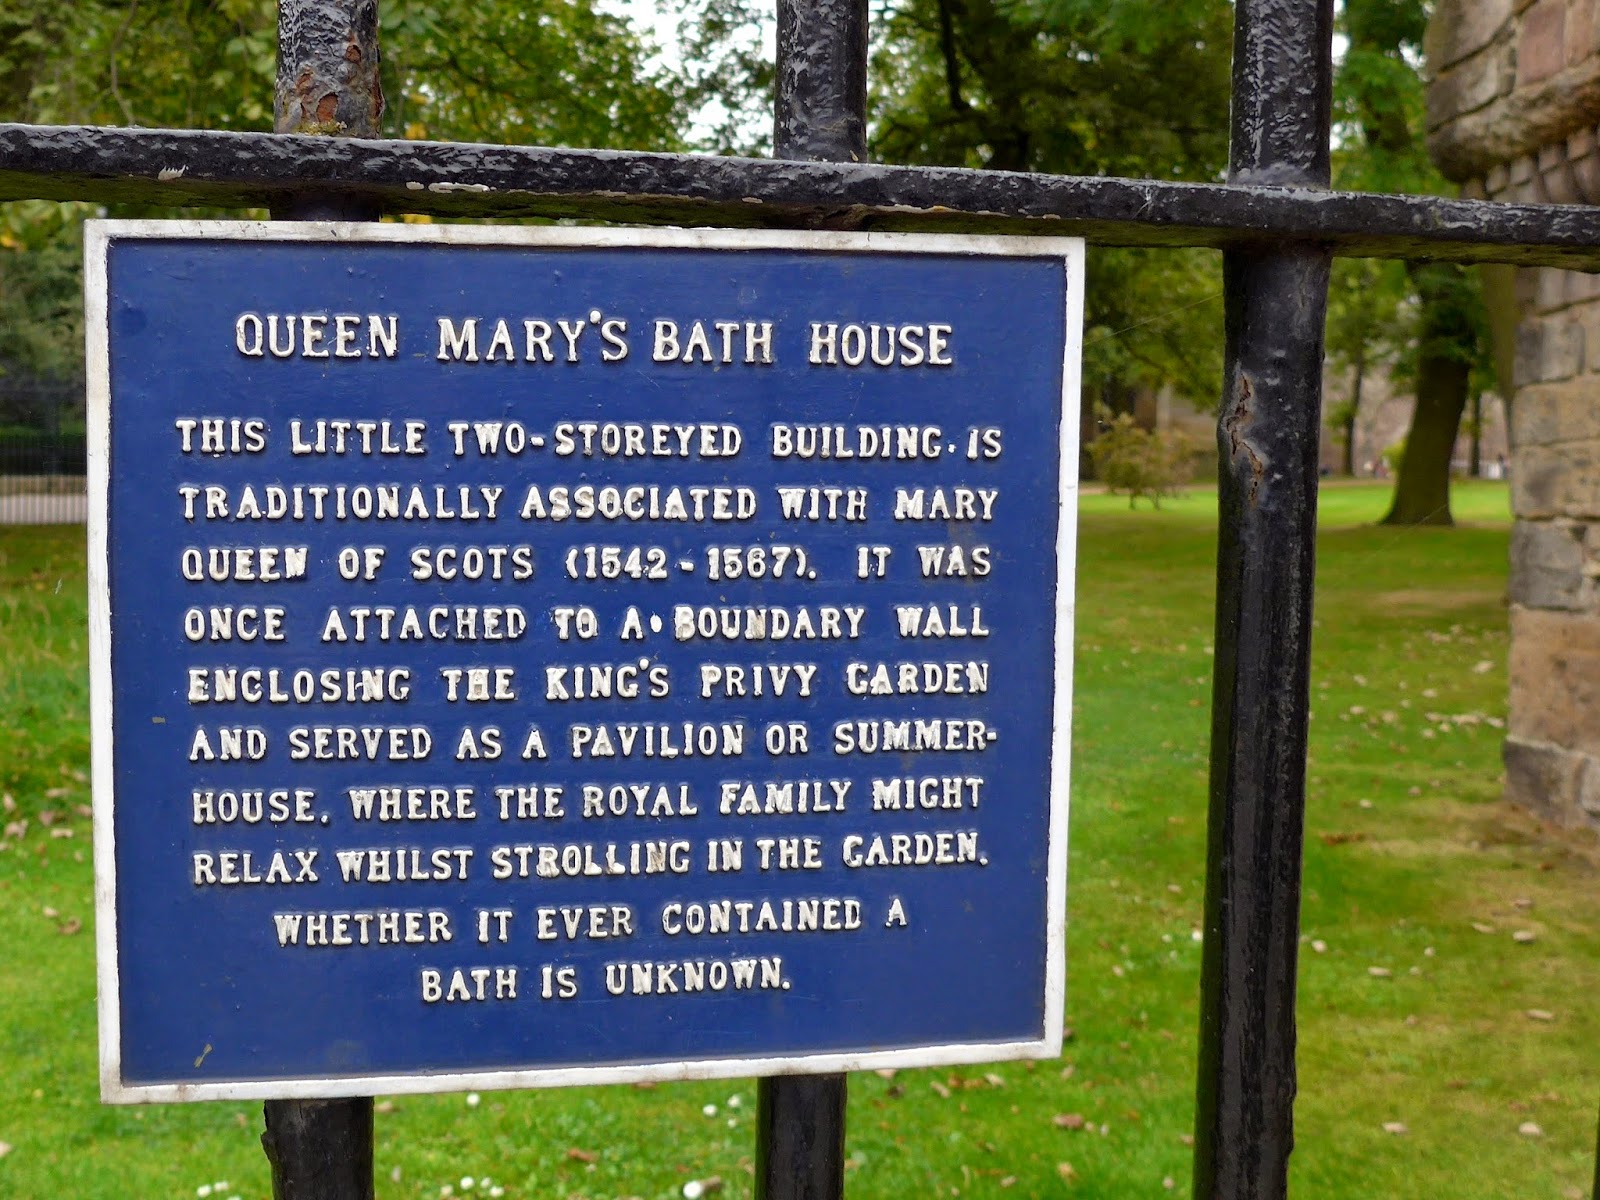 QUEEN MARY'S BATH HOUSE
THIS LITTLE TWO-STOREYED BUILDING. IS
TRADITIONALLY ASSOCIATED WITH MARY
QUEEN OF SCOTS (1542-1567). IT WAS
ONCE ATTACHED TO A. BOUNDARY WALL
ENCLOSING THE KING'S PRIVY GARDEN
AND SERVED AS A PAVILION OR SUMMER-
HOUSE. WHERE THE ROYAL FAMILY MIGHT
RELAX WHILST STROLLING IN THE GARDEN.
WHETHER IT EVER CONTAINED A
BATH IS UNKNOWN.